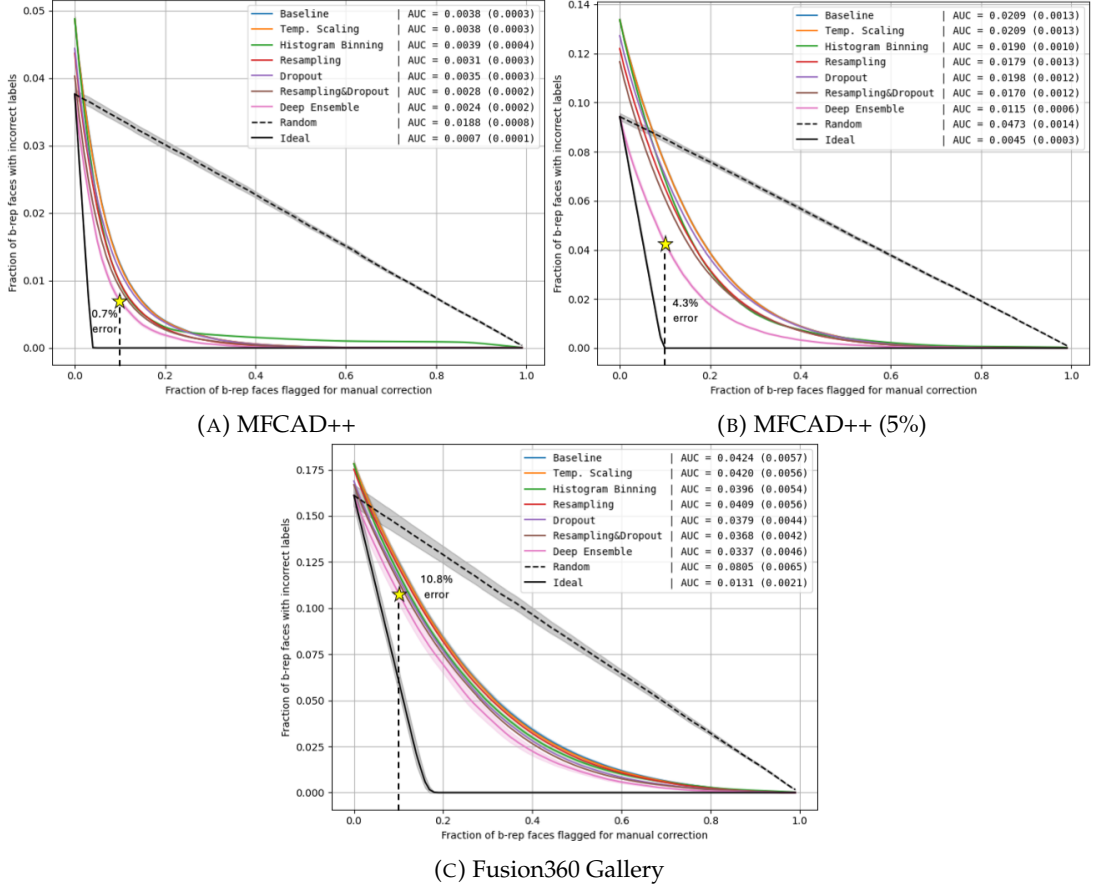 Baseline | AUC = 0.0038 (0.0003)
Temp. Scaling | AUC = 0.0038 (0.0003)
Histogram Binning | AUC = 0.0039 (0.0004)
Resampling | AUC = 0.0031 (0.0003)
Dropout | AUC = 0.0035 (0.0003)
Resampling&Dropout | AUC = 0.0028 (0.0002)
Deep Ensemble | AUC = 0.0024 (0.0002)
Random | AUC = 0.0188 (0.0008)
Ideal | AUC = 0.0007 (0.0001)
0.05
0.04
0.03
0.02
0.01
0.00
Fraction of b-rep faces with incorrect labels
0.7%
error
0.0 0.2 0.4 0.6 0.8 1.0
Fraction of b-rep faces flagged for manual correction
(A) MFCAD++
Baseline | AUC = 0.0209 (0.0013)
Temp. Scaling | AUC = 0.0209 (0.0013)
Histogram Binning | AUC = 0.0190 (0.0010)
Resampling | AUC = 0.0179 (0.0013)
Dropout | AUC = 0.0198 (0.0012)
Resampling&Dropout | AUC = 0.0170 (0.0012)
Deep Ensemble | AUC = 0.0115 (0.0006)
Random | AUC = 0.0473 (0.0014)
Ideal | AUC = 0.0045 (0.0003)
0.14
0.12
0.10
0.08
0.06
0.04
0.02
0.00
Fraction of b-rep faces with incorrect labels
4.3%
error
0.0 0.2 0.4 0.6 0.8 1.0
Fraction of b-rep faces flagged for manual correction
(B) MFCAD++ (5%)
Baseline | AUC = 0.0424 (0.0057)
Temp. Scaling | AUC = 0.0420 (0.0056)
Histogram Binning | AUC = 0.0396 (0.0054)
Resampling | AUC = 0.0409 (0.0056)
Dropout | AUC = 0.0379 (0.0044)
Resampling&Dropout | AUC = 0.0368 (0.0042)
Deep Ensemble | AUC = 0.0337 (0.0046)
Random | AUC = 0.0805 (0.0065)
Ideal | AUC = 0.0131 (0.0021)
0.175
0.150
0.125
0.100
0.075
0.050
0.025
0.000
Fraction of b-rep faces with incorrect labels
10.8%
error
0.0 0.2 0.4 0.6 0.8 1.0
Fraction of b-rep faces flagged for manual correction
(C) Fusion360 Gallery